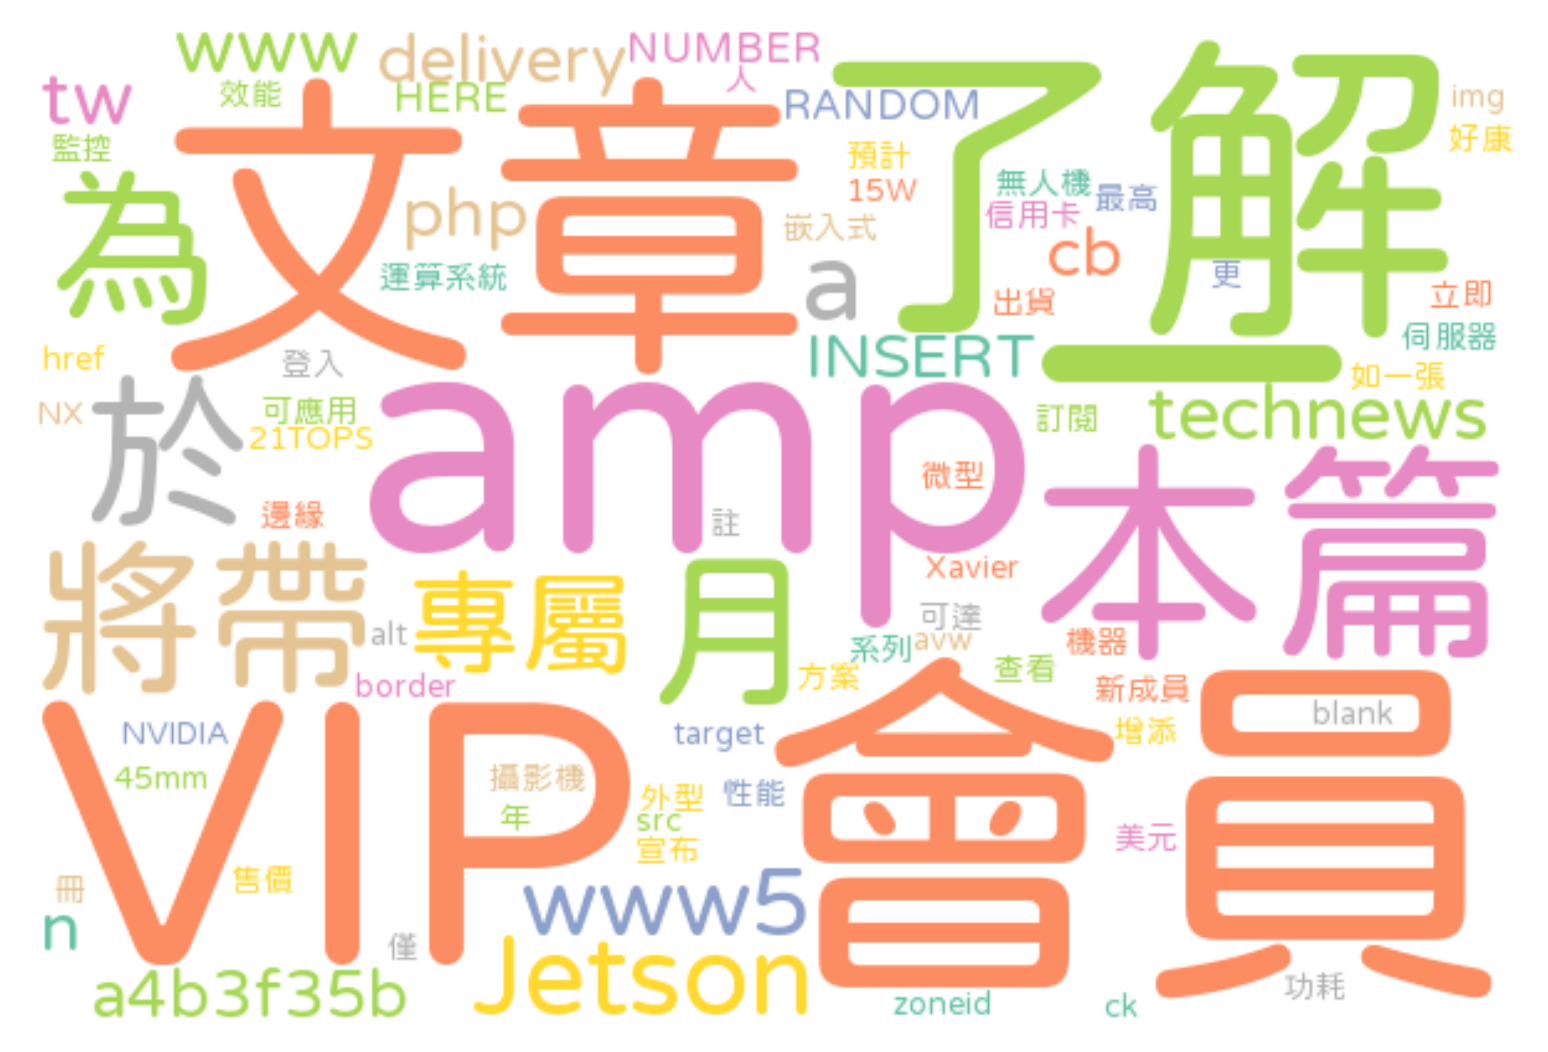 www
delivery
NUMBER
tw
效能
HERE
人
RANDOM
了解
img
好康
監控
文章
預計
15W
為
php
嵌入式
無人機
最高
信用卡
cb
更
運算系統
a
出貨
立即
伺服器
href
登入
INSERT
一
如一張
NX
於
可應用
21TOPS
amp
訂閱
technews
微型
本篇
邊緣
註
Xavier
將帶
專屬
月
可達
alt
系列
avw
機器
查看
方案
border
新成員
VIP
會員
blank
NVIDIA
target
增添
45mm
攝影機
外型
性能
年
src
宣布
美元
冊
售價
www5
n
僅
Jetson
a4b3f35b
zoneid
ck
功耗